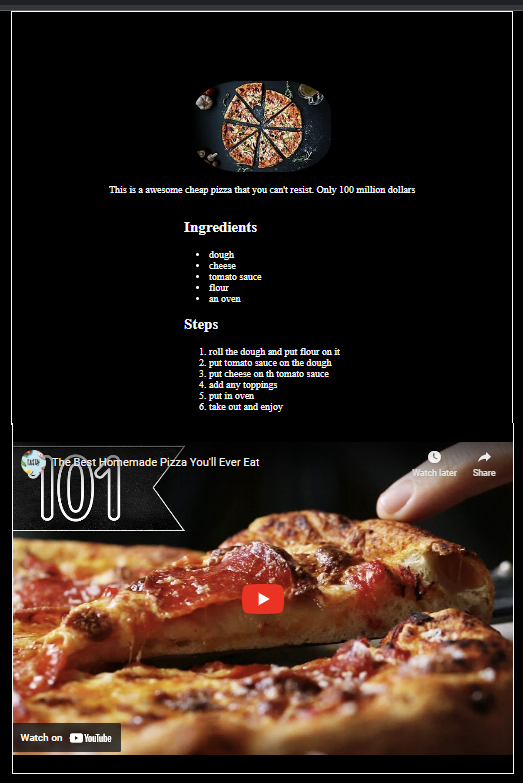 This is a awesome cheap pizza that you can't resist. Only 100 million dollars
Ingredients
• dough
• cheese
• tomato sauce
• flour
• an oven
Steps
1. roll the dough and put flour on it
2. put tomato sauce on the dough
3. put cheese on th tomato sauce
4. add any toppings
5. put in oven
6. take out and enjoy
The Best Homemade Pizza You'll Ever Eat
Watch later
Share
101
Watch on YouTube